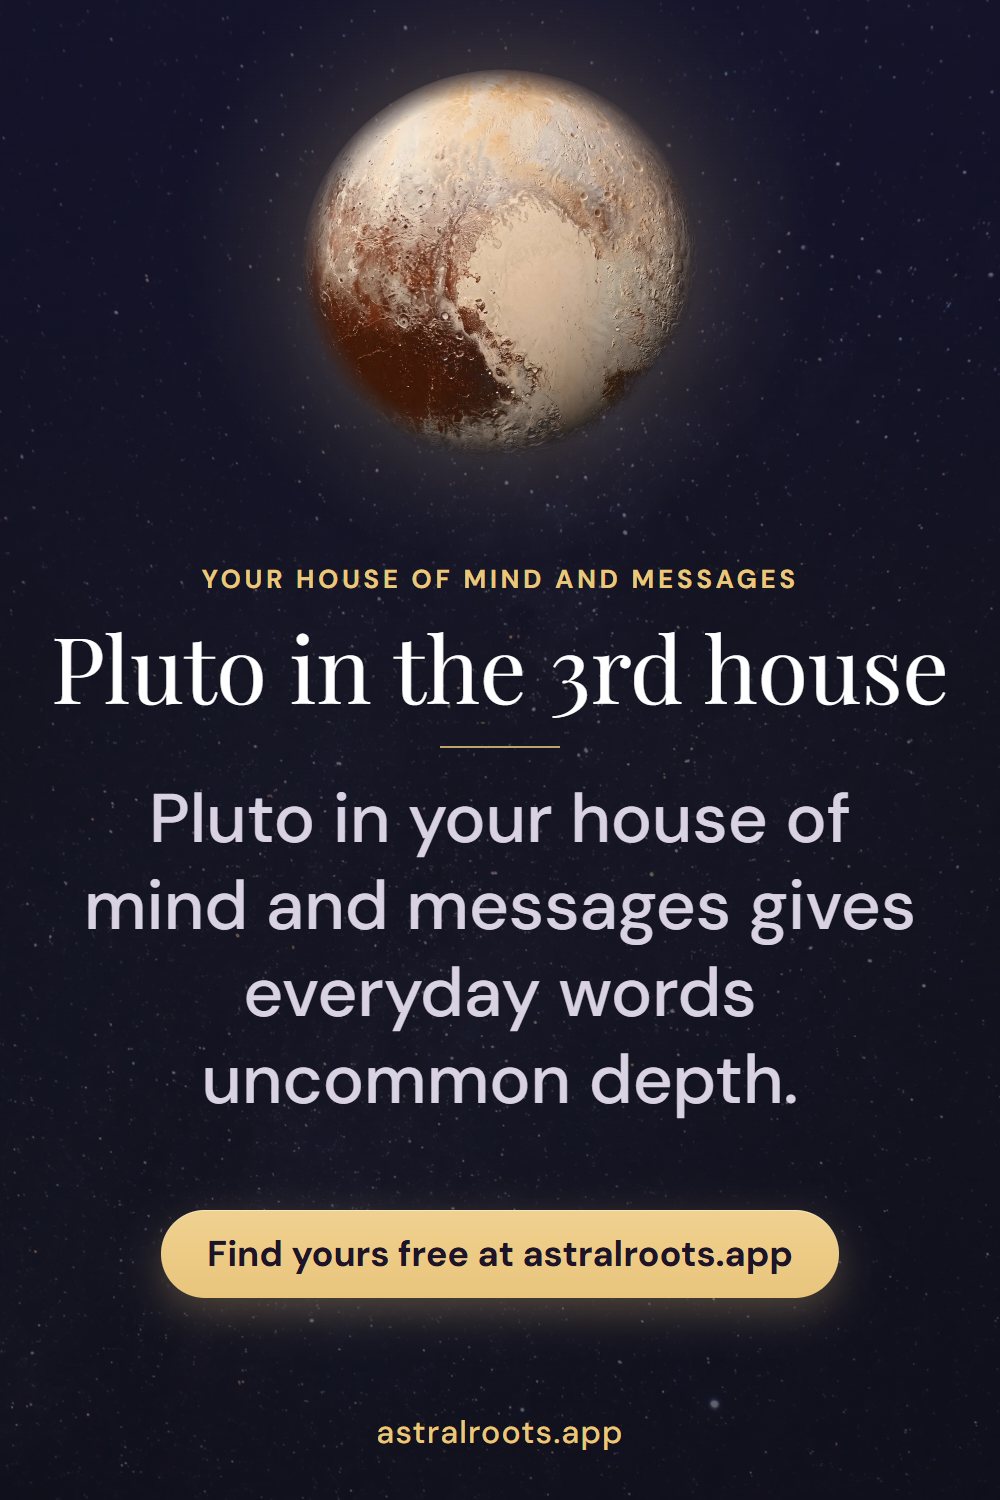 YOUR HOUSE OF MIND AND MESSAGES
Pluto in the 3rd house
Pluto in your house of
mind and messages gives
everyday words
uncommon depth.
Find yours free at astralroots.app
astralroots.app